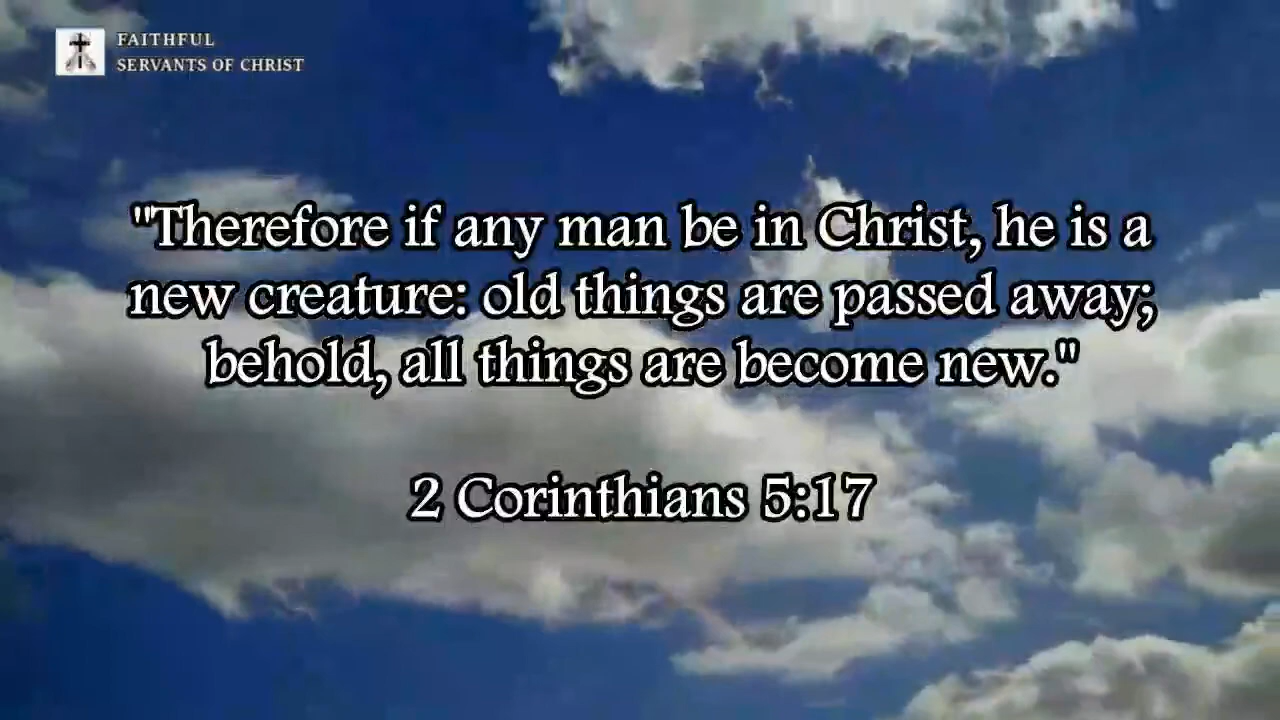 FAITHFUL
SERVANTS OF CHRIST
"Therefore if any man be in Christ, he is a
new creature: old things are passed away;
behold, all things are become new."
2 Corinthians 5:17